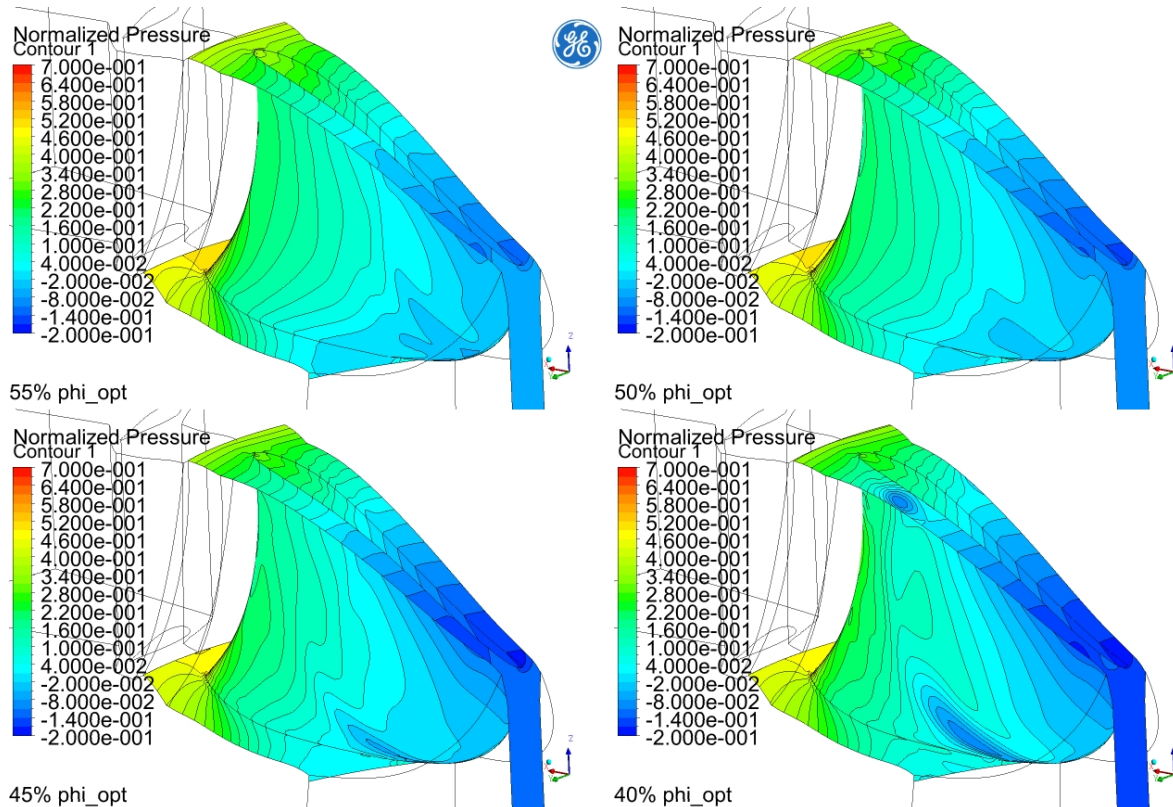 Normalized Pressure
Contour 1
7.000e-001
6.400e-001
5.800e-001
5.200e-001
4.600e-001
4.000e-001
3.400e-001
2.800e-001
2.200e-001
1.600e-001
1.000e-001
4.000e-002
-2.000e-002
-8.000e-002
-1.400e-001
-2.000e-001
Z
55% phi_opt
GE
Normalized Pressure
Contour 1
7.000e-001
6.400e-001
5.800e-001
5.200e-001
4.600e-001
4.000e-001
3.400e-001
2.800e-001
2.200e-001
1.600e-001
1.000e-001
4.000e-002
-2.000e-002
-8.000e-002
-1.400e-001
-2.000e-001
Z
50% phi_opt
Normalized Pressure
Contour 1
7.000e-001
6.400e-001
5.800e-001
5.200e-001
4.600e-001
4.000e-001
3.400e-001
2.800e-001
2.200e-001
1.600e-001
1.000e-001
4.000e-002
-2.000e-002
-8.000e-002
-1.400e-001
-2.000e-001
Z
45% phi_opt
Normalized Pressure
Contour 1
7.000e-001
6.400e-001
5.800e-001
5.200e-001
4.600e-001
4.000e-001
3.400e-001
2.800e-001
2.200e-001
1.600e-001
1.000e-001
4.000e-002
-2.000e-002
-8.000e-002
-1.400e-001
-2.000e-001
Z
40% phi_opt